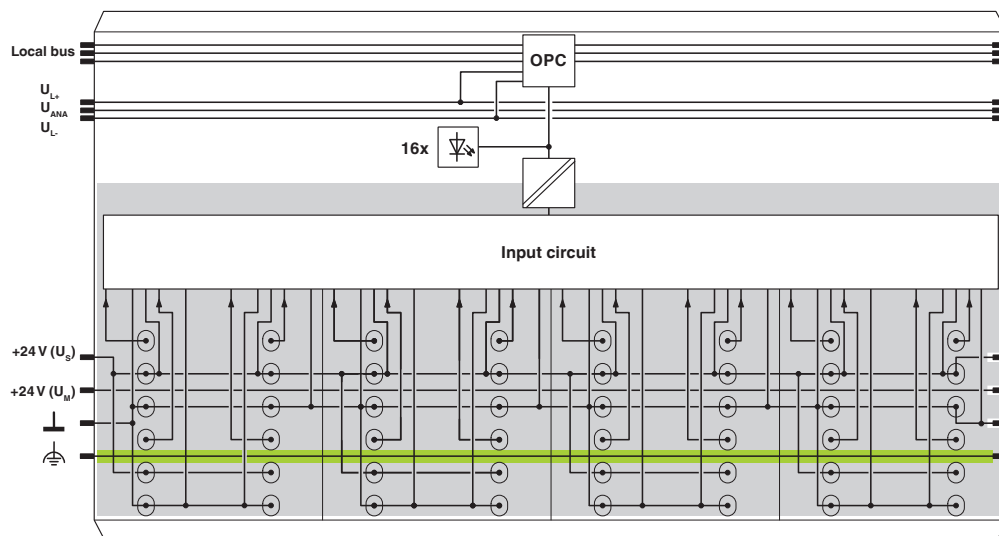 Local bus
OPC
U_L+
U_ANA
U_L-
16x
Input circuit
+24 V (U_S)
+24 V (U_M)